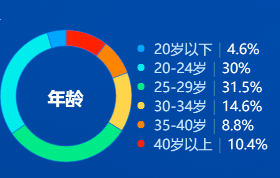 年龄
20岁以下 | 4.6%
20-24岁 | 30%
25-29岁 | 31.5%
30-34岁 | 14.6%
35-40岁 | 8.8%
40岁以上 | 10.4%